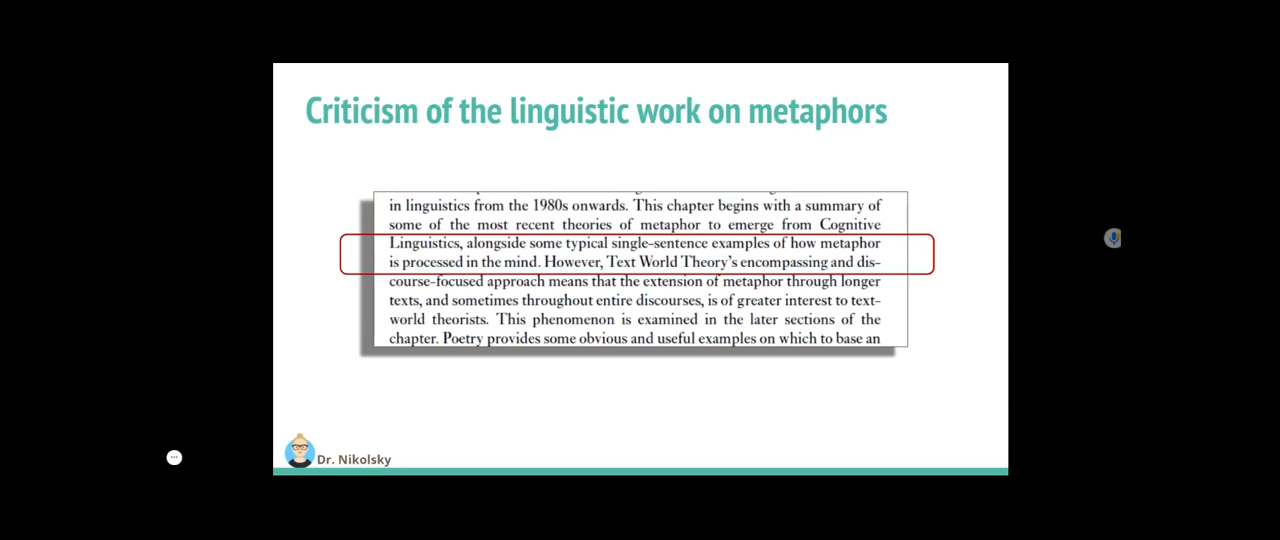 Criticism of the linguistic work on metaphors
in linguistics from the 1980s onwards. This chapter begins with a summary of
some of the most recent theories of metaphor to emerge from Cognitive
Linguistics, alongside some typical single-sentence examples of how metaphor
is processed in the mind. However, Text World Theory's encompassing and dis-
course-focused approach means that the extension of metaphor through longer
texts, and sometimes throughout entire discourses, is of greater interest to text-
world theorists. This phenomenon is examined in the later sections of the
chapter. Poetry provides some obvious and useful examples on which to base an
Dr. Nikolsky